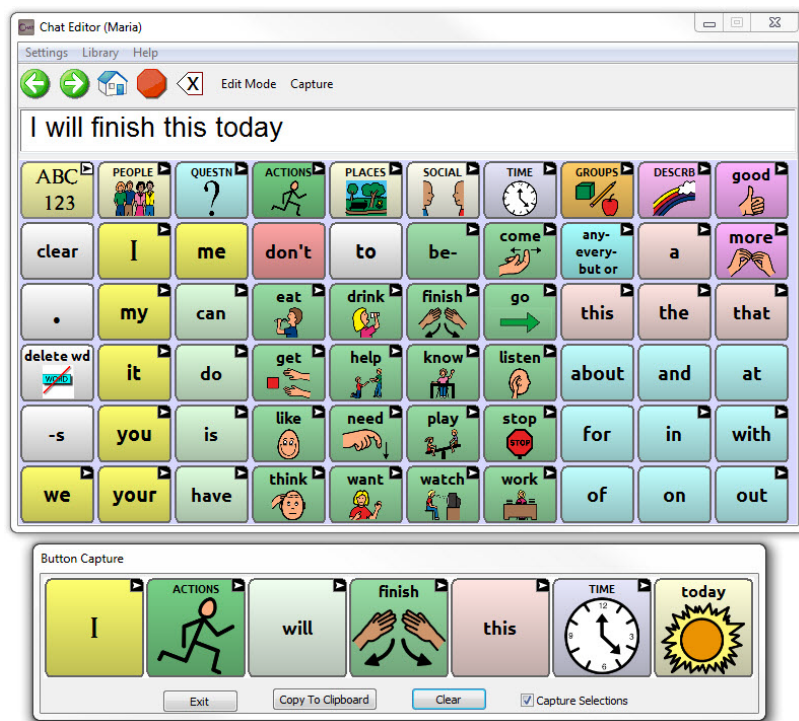 Chat Editor (Maria)
Settings Library Help
X Edit Mode Capture
I will finish this today
ABC 123 PEOPLE QUESTN ? ACTIONS PLACES SOCIAL TIME GROUPS DESCRB good
clear I me don't to be- come any- every- but or a more
. my can eat drink finish go this the that
delete wd WORD it do get help know listen about and at
-s you is like need play stop STOP for in with
we your have think want watch work of on out
Button Capture
I ACTIONS will finish this TIME 12 3 6 9 today
Exit Copy To Clipboard Clear Capture Selections